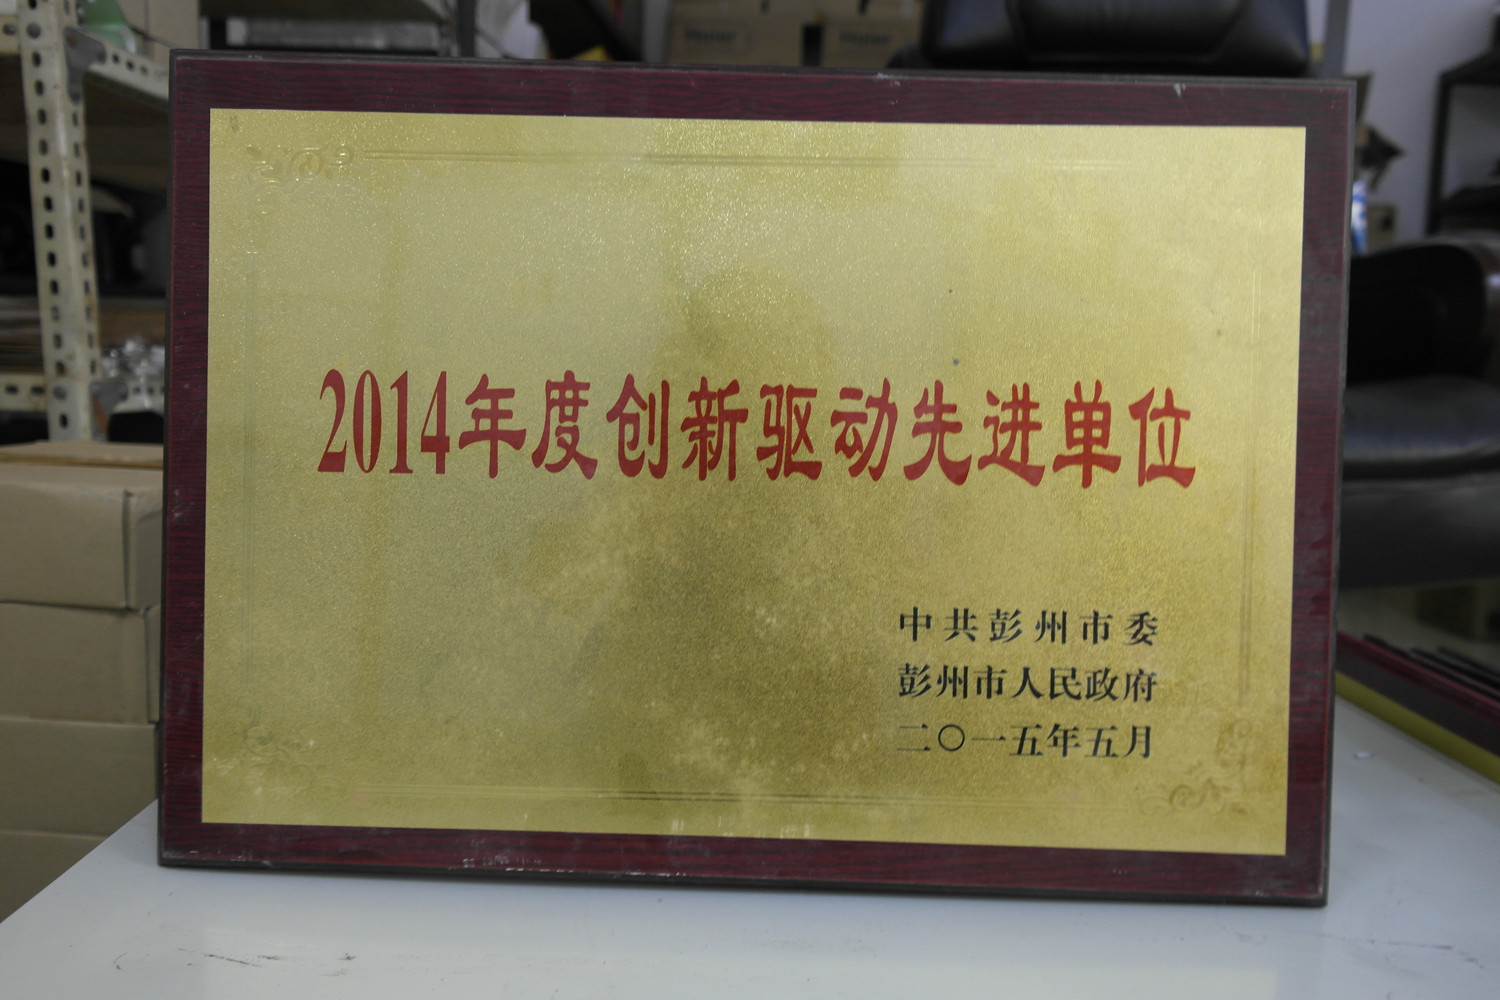 2014年度创新驱动先进单位
中共彭州市委
彭州市人民政府
二〇一五年五月